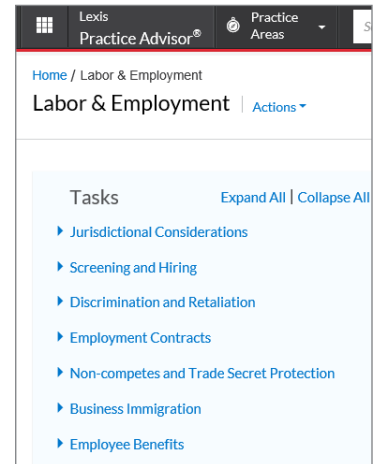 Lexis
Practice Advisor®
Practice
Areas
Home / Labor & Employment
Labor & Employment | Actions
Tasks
Expand All | Collapse All
Jurisdictional Considerations
Screening and Hiring
Discrimination and Retaliation
Employment Contracts
Non-competes and Trade Secret Protection
Business Immigration
Employee Benefits